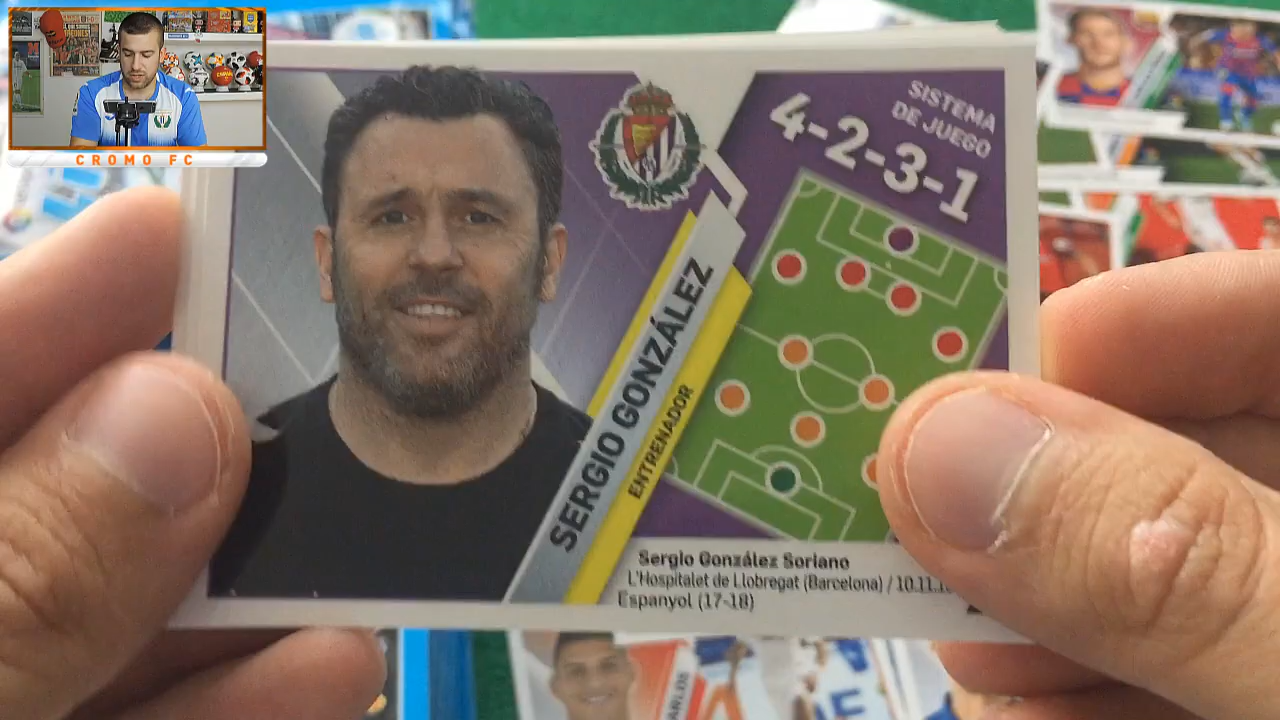 CROMO FC
SISTEMA
DE JUEGO
4-2-3-1
SERGIO GONZÁLEZ
ENTRENADOR
Sergio González Soriano
L'Hospitalet de Llobregat (Barcelona) / 10.11.1
Espanyol (17-18)